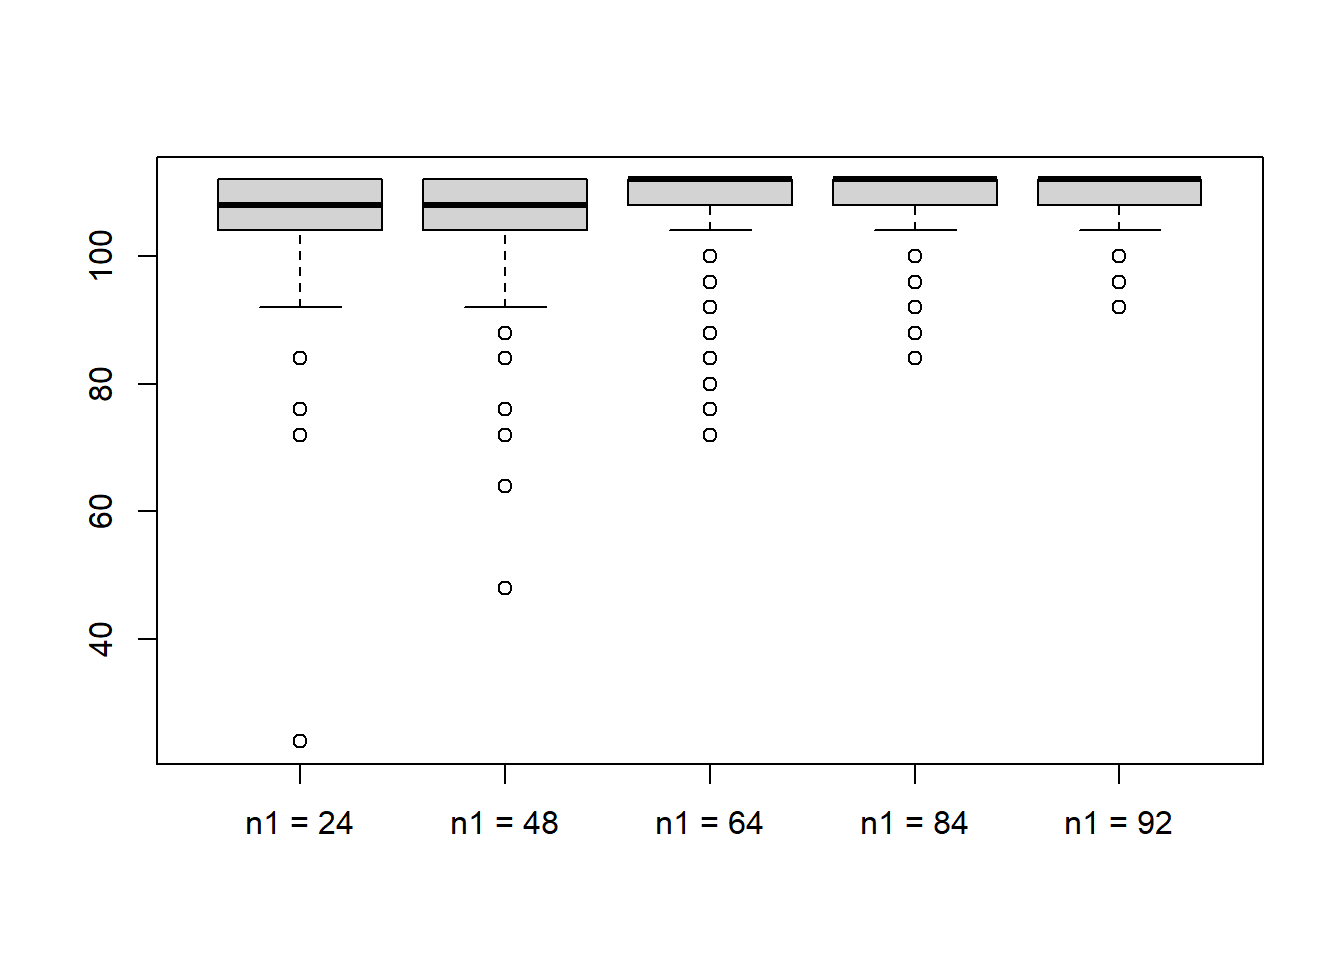 100
80
60
40
n1 = 24 n1 = 48 n1 = 64 n1 = 84 n1 = 92